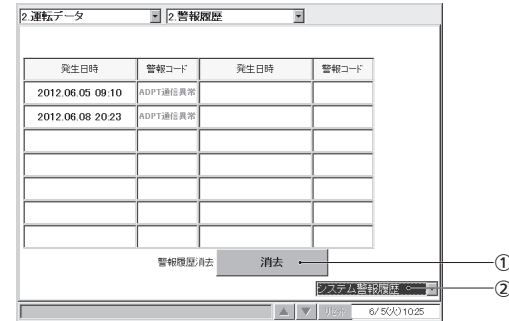 2.運転データ 2.警報履歴
発生日時 警報コード 発生日時 警報コード
2012.06.05 09:10 ADPT通信異常
2012.06.08 20:23 ADPT通信異常
警報履歴消去 消去 ①
システム警報履歴 ②
▲ ▼ リセット 6/ 5(火) 10:25